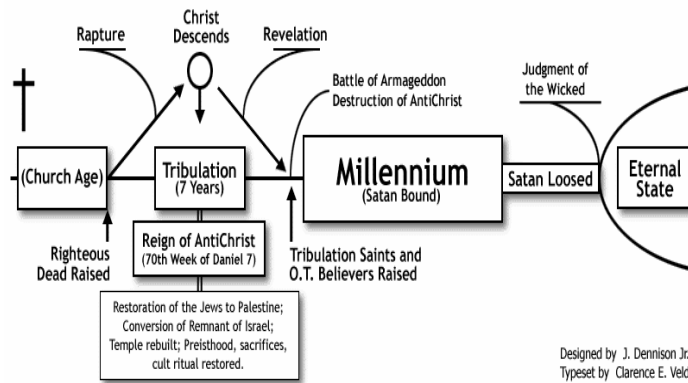 Christ
Descends
Rapture
Revelation
Battle of Armageddon
Destruction of AntiChrist
Judgment of
the Wicked
(Church Age)
Tribulation
(7 Years)
Millennium
(Satan Bound)
Satan Loosed
Eternal
State
Righteous
Dead Raised
Reign of AntiChrist
(70th Week of Daniel 7)
Tribulation Saints and
O.T. Believers Raised
Restoration of the Jews to Palestine;
Conversion of Remnant of Israel;
Temple rebuilt; Preisthood, sacrifices,
cult ritual restored.
Designed by J. Dennison Jr.
Typeset by Clarence E. Veld